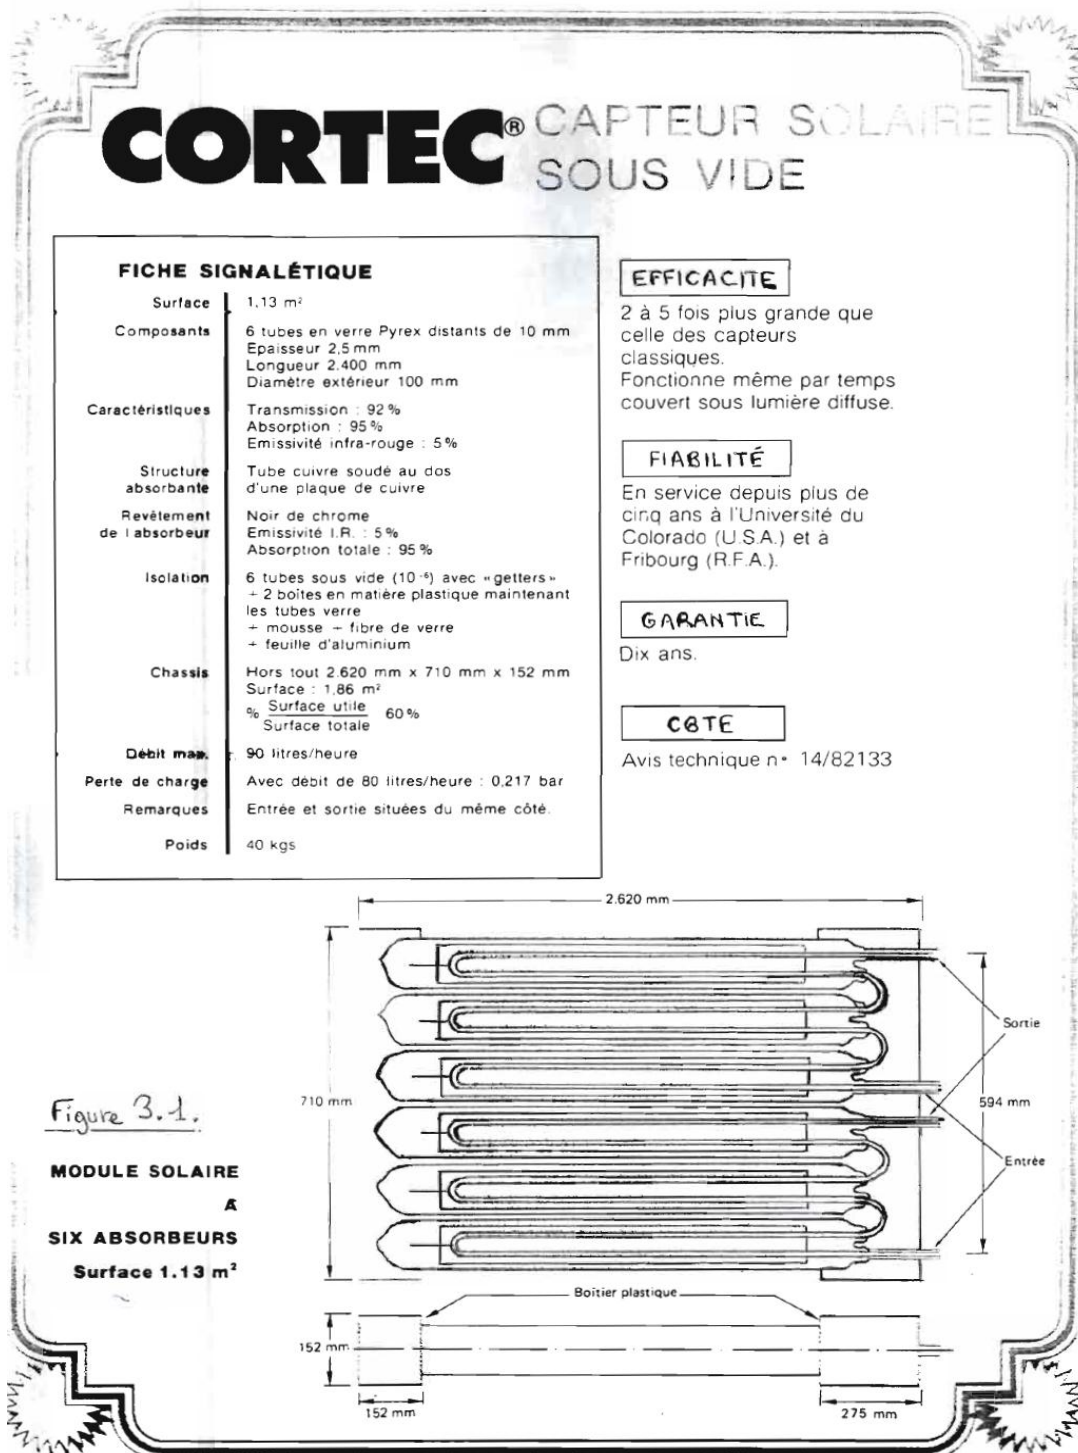 CORTEC® CAPTEUR SOLAIRE
SOUS VIDE
FICHE SIGNALÉTIQUE
Surface 1,13 m²
Composants 6 tubes en verre Pyrex distants de 10 mm
Epaisseur 2,5 mm
Longueur 2.400 mm
Diamètre extérieur 100 mm
Caractéristiques Transmission : 92 %
Absorption : 95 %
Emissivité infra-rouge : 5 %
Structure Tube cuivre soudé au dos
absorbante d'une plaque de cuivre
Revêtement Noir de chrome
de l absorbeur Emissivité I.R. : 5 %
Absorption totale : 95 %
Isolation 6 tubes sous vide (10⁻⁶) avec « getters »
+ 2 boîtes en matière plastique maintenant
les tubes verre
+ mousse + fibre de verre
+ feuille d'aluminium
Chassis Hors tout 2.620 mm x 710 mm x 152 mm
Surface : 1,86 m²
% Surface utile / Surface totale 60 %
Débit max. 90 litres/heure
Perte de charge Avec débit de 80 litres/heure : 0,217 bar
Remarques Entrée et sortie situées du même côté.
Poids 40 kgs
EFFICACITE
2 à 5 fois plus grande que
celle des capteurs
classiques.
Fonctionne même par temps
couvert sous lumière diffuse.
FIABILITÉ
En service depuis plus de
cinq ans à l'Université du
Colorado (U.S.A.) et à
Fribourg (R.F.A.).
GARANTIE
Dix ans.
CSTE
Avis technique n° 14/82133
2.620 mm
Sortie
710 mm
594 mm
Entrée
Figure 3.1.
MODULE SOLAIRE
A
SIX ABSORBEURS
Surface 1.13 m²
Boîtier plastique
152 mm
152 mm
275 mm